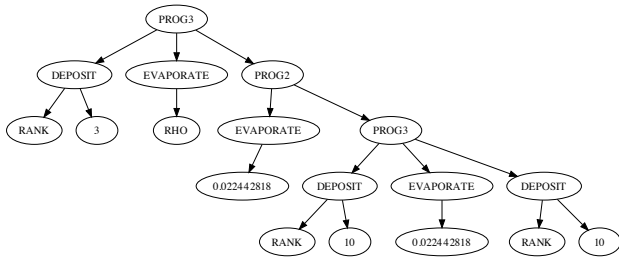 PROG3
DEPOSIT EVAPORATE PROG2
RANK 3 RHO EVAPORATE PROG3
0.022442818 DEPOSIT EVAPORATE DEPOSIT
RANK 10 0.022442818 RANK 10